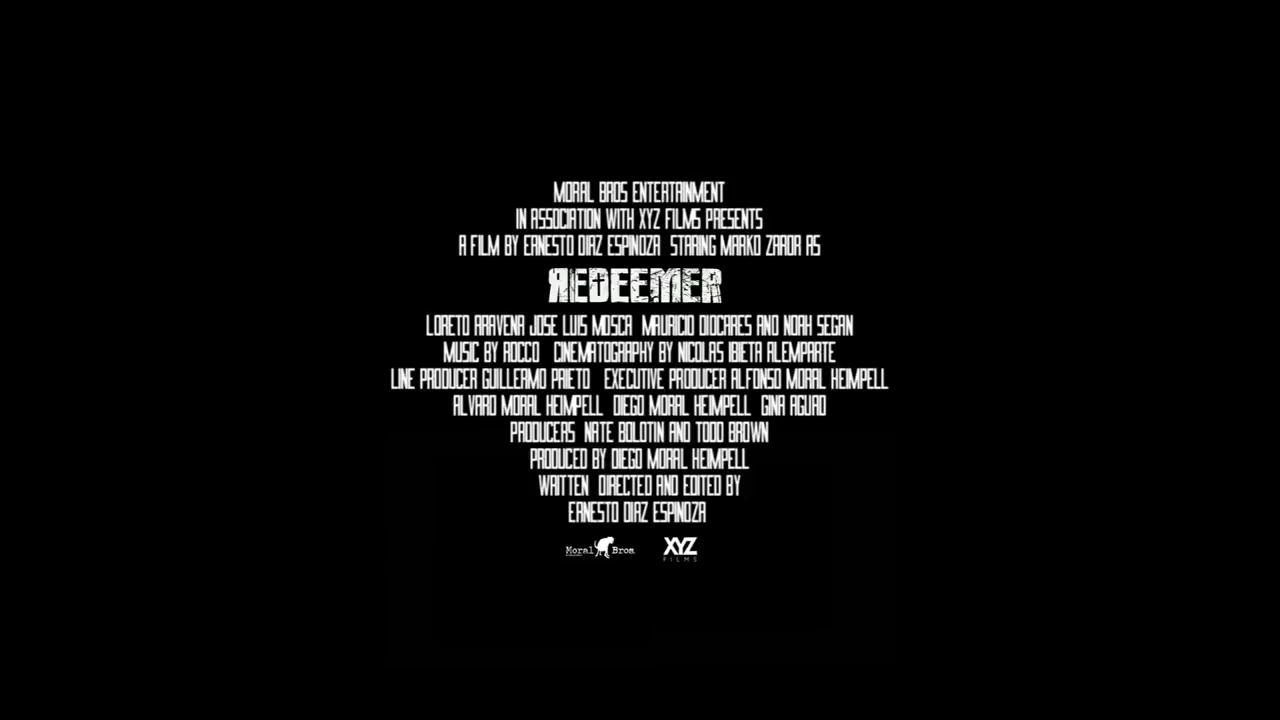 MORAL BROS ENTERTAINMENT
IN ASSOCIATION WITH XYZ FILMS PRESENTS
A FILM BY ERNESTO DIAZ ESPINOZA STARING MARKO ZAROR AS
REDEEMER
LORETO ARAVENA JOSE LUIS MOSCA MAURICIO DIOCARES AND NOAH SEGAN
MUSIC BY ROCCO CINEMATOGRAPHY BY NICOLAS IBIETA ALEMPARTE
LINE PRODUCER GUILLERMO PRIETO EXECUTIVE PRODUCER ALFONSO MORAL HEIMPELL
ALVARO MORAL HEIMPELL DIEGO MORAL HEIMPELL GINA AGUAD
PRODUCERS NATE BOLOTIN AND TODD BROWN
PRODUCED BY DIEGO MORAL HEIMPELL
WRITTEN DIRECTED AND EDITED BY
ERNESTO DIAZ ESPINOZA
Moral Bros XYZ
FILMS